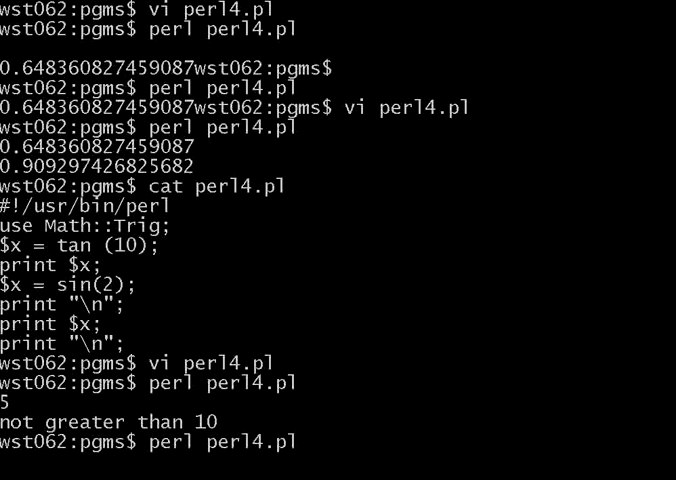 wst062:pgms$ vi perl4.pl
wst062:pgms$ perl perl4.pl
0.648360827459087wst062:pgms$
wst062:pgms$ perl perl4.pl
0.648360827459087wst062:pgms$ vi perl4.pl
wst062:pgms$ perl perl4.pl
0.648360827459087
0.909297426825682
wst062:pgms$ cat perl4.pl
#!/usr/bin/perl
use Math::Trig;
$x = tan (10);
print $x;
$x = sin(2);
print "\n";
print $x;
print "\n";
wst062:pgms$ vi perl4.pl
wst062:pgms$ perl perl4.pl
5
not greater than 10
wst062:pgms$ perl perl4.pl